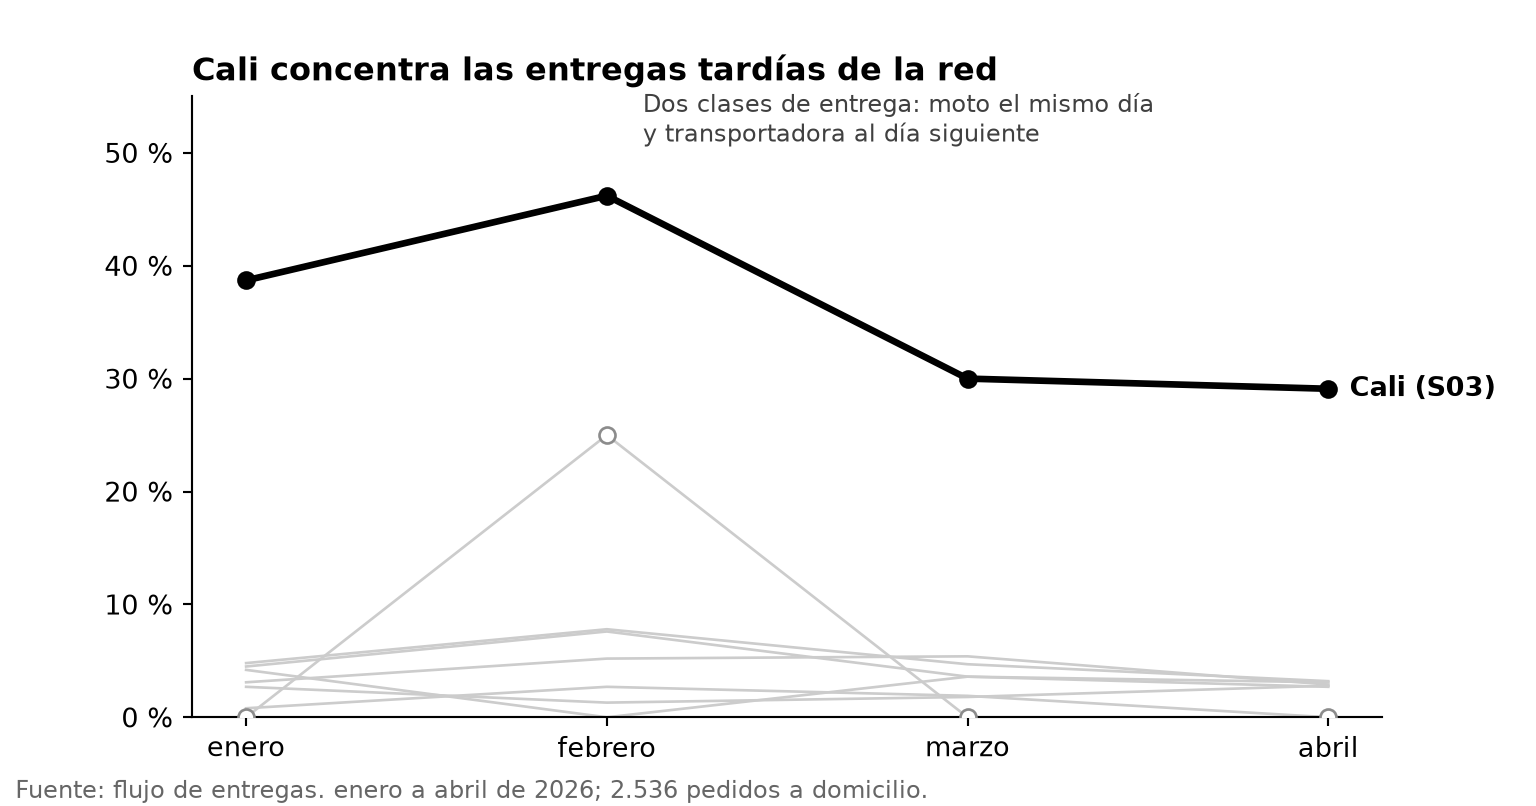 Cali concentra las entregas tardías de la red
Dos clases de entrega: moto el mismo día
y transportadora al día siguiente
50 %
40 %
30 %
20 %
10 %
0 %
Cali (S03)
enero
febrero
marzo
abril
Fuente: flujo de entregas. enero a abril de 2026; 2.536 pedidos a domicilio.